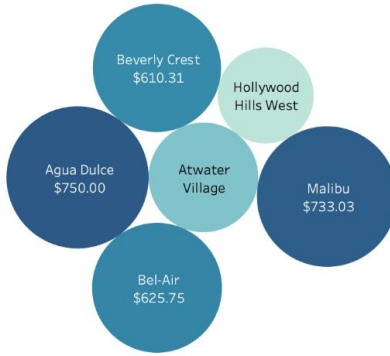 Beverly Crest
$610.31
Hollywood
Hills West
Agua Dulce
$750.00
Atwater
Village
Malibu
$733.03
Bel-Air
$625.75